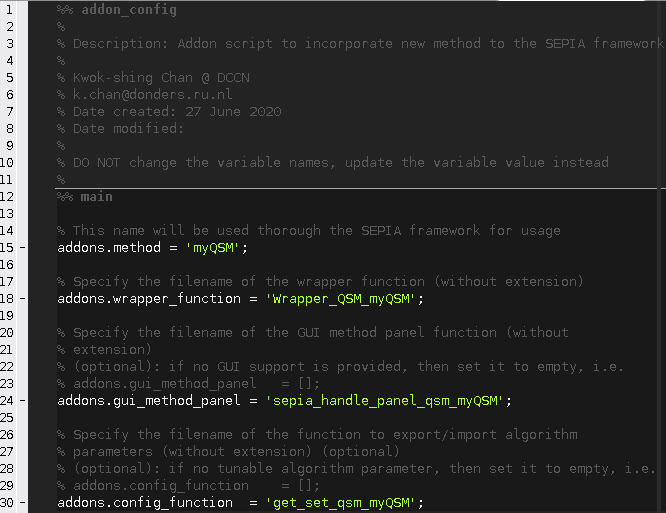 1 %% addon_config
2 %
3 % Description: Addon script to incorporate new method to the SEPIA framework
4 %
5 % Kwok-shing Chan @ DCCN
6 % k.chan@donders.ru.nl
7 % Date created: 27 June 2020
8 % Date modified:
9 %
10 % DO NOT change the variable names, update the variable value instead
11 %
12 %% main
13
14 % This name will be used thorough the SEPIA framework for usage
15 - addons.method = 'myQSM';
16
17 % Specify the filename of the wrapper function (without extension)
18 - addons.wrapper_function = 'Wrapper_QSM_myQSM';
19
20 % Specify the filename of the GUI method panel function (without
21 % extension)
22 % (optional): if no GUI support is provided, then set it to empty, i.e.
23 % addons.gui_method_panel   = [];
24 - addons.gui_method_panel = 'sepia_handle_panel_qsm_myQSM';
25
26 % Specify the filename of the function to export/import algorithm
27 % parameters (without extension) (optional)
28 % (optional): if no tunable algorithm parameter, then set it to empty, i.e.
29 % addons.config_function    = [];
30 - addons.config_function  = 'get_set_qsm_myQSM';